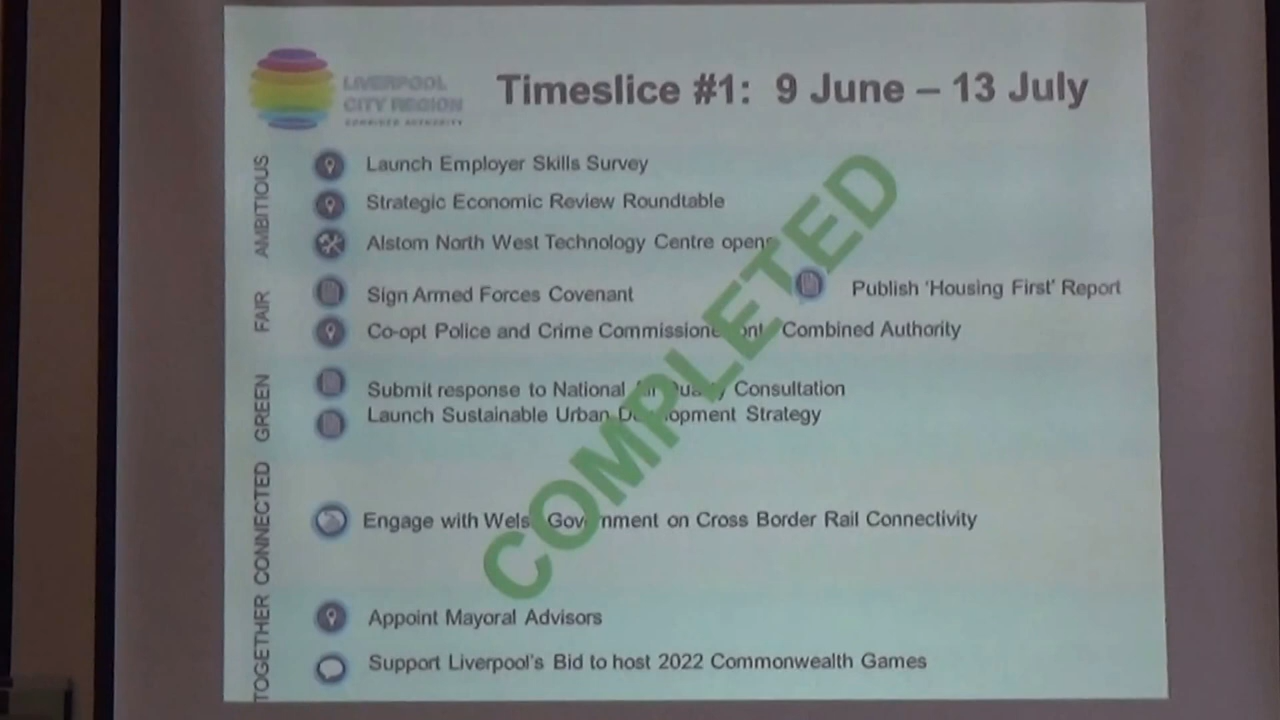 LIVERPOOL
CITY REGION
COMBINED AUTHORITY
Timeslice #1: 9 June – 13 July
AMBITIOUS
Launch Employer Skills Survey
Strategic Economic Review Roundtable
Alstom North West Technology Centre opens
FAIR
Sign Armed Forces Covenant
Publish ‘Housing First’ Report
Co-opt Police and Crime Commissioner onto Combined Authority
GREEN
Submit response to National Air Quality Consultation
Launch Sustainable Urban Development Strategy
CONNECTED
Engage with Welsh Government on Cross Border Rail Connectivity
TOGETHER
Appoint Mayoral Advisors
Support Liverpool's Bid to host 2022 Commonwealth Games
COMPLETED